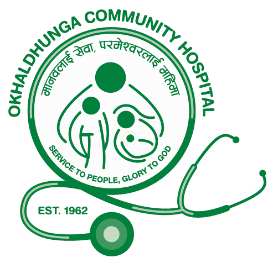 OKHALDHUNGA COMMUNITY HOSPITAL
मानवलाई सेवा, परमेश्वरलाई महिमा
SERVICE TO PEOPLE, GLORY TO GOD
EST. 1962